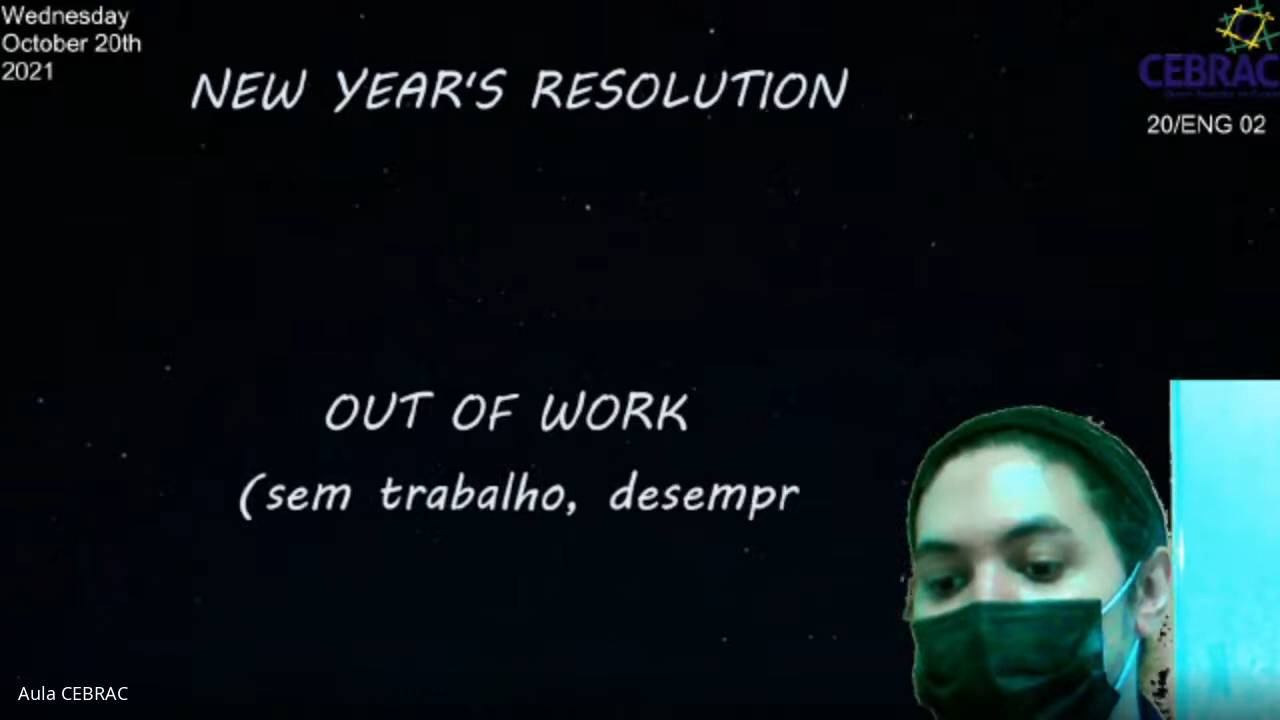 Wednesday
October 20th
2021
NEW YEAR'S RESOLUTION
CEBRAC
20/ENG 02
OUT OF WORK
(sem trabalho, desempr
Aula CEBRAC